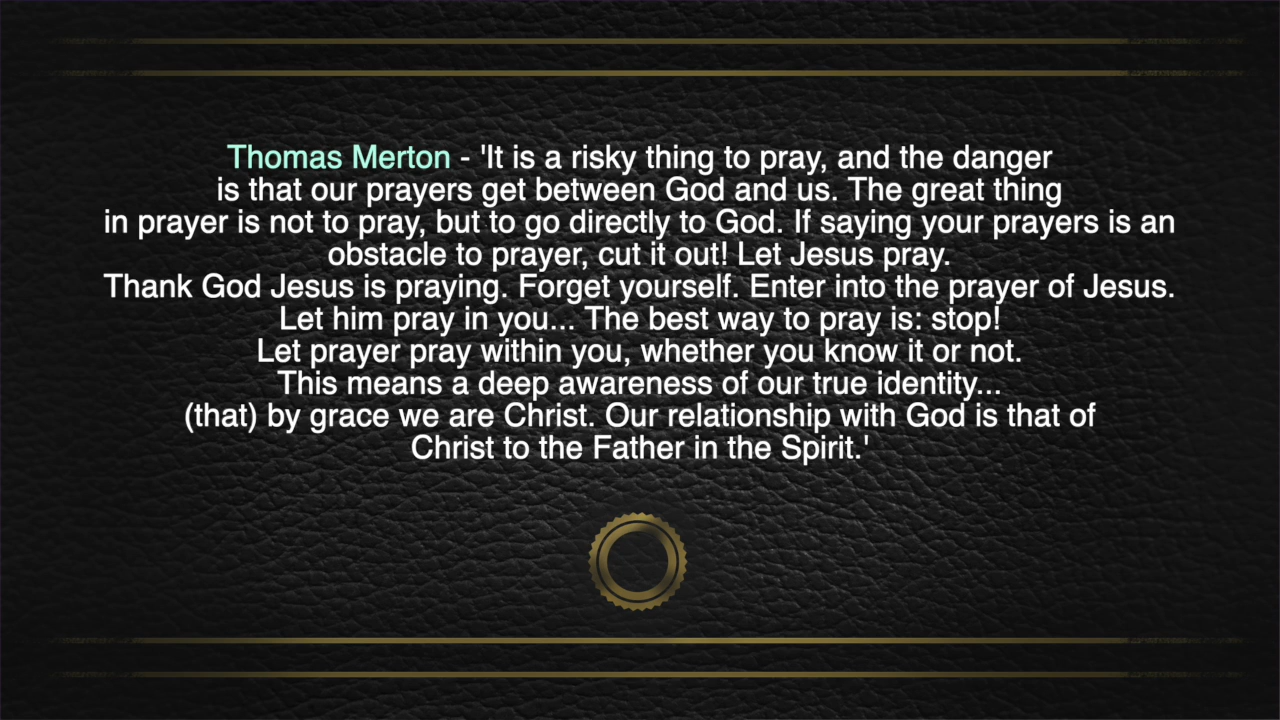 Thomas Merton - 'It is a risky thing to pray, and the danger
is that our prayers get between God and us. The great thing
in prayer is not to pray, but to go directly to God. If saying your prayers is an
obstacle to prayer, cut it out! Let Jesus pray.
Thank God Jesus is praying. Forget yourself. Enter into the prayer of Jesus.
Let him pray in you... The best way to pray is: stop!
Let prayer pray within you, whether you know it or not.
This means a deep awareness of our true identity...
(that) by grace we are Christ. Our relationship with God is that of
Christ to the Father in the Spirit.'